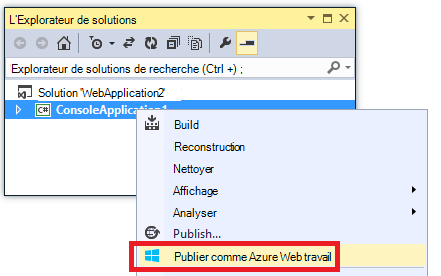 L'Explorateur de solutions
Explorateur de solutions de recherche (Ctrl +) ;
Solution 'WebApplication2'
C# ConsoleApplication1
Build
Reconstruction
Nettoyer
Affichage
Analyser
Publish...
Publier comme Azure Web travail